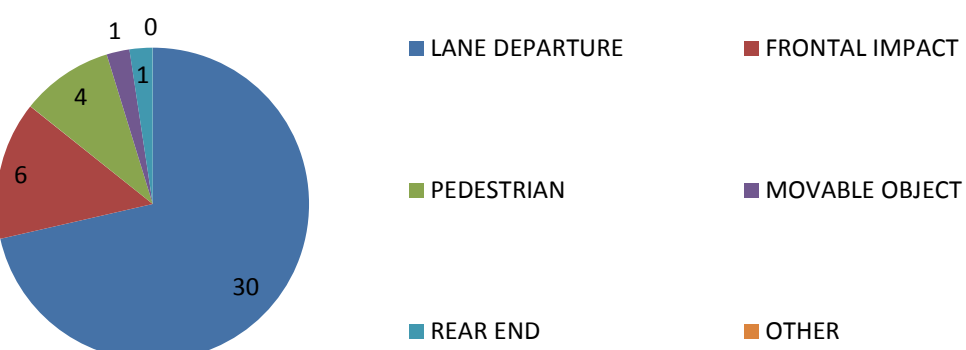 1 0
LANE DEPARTURE FRONTAL IMPACT
1
4
6
PEDESTRIAN MOVABLE OBJECT
30
REAR END OTHER